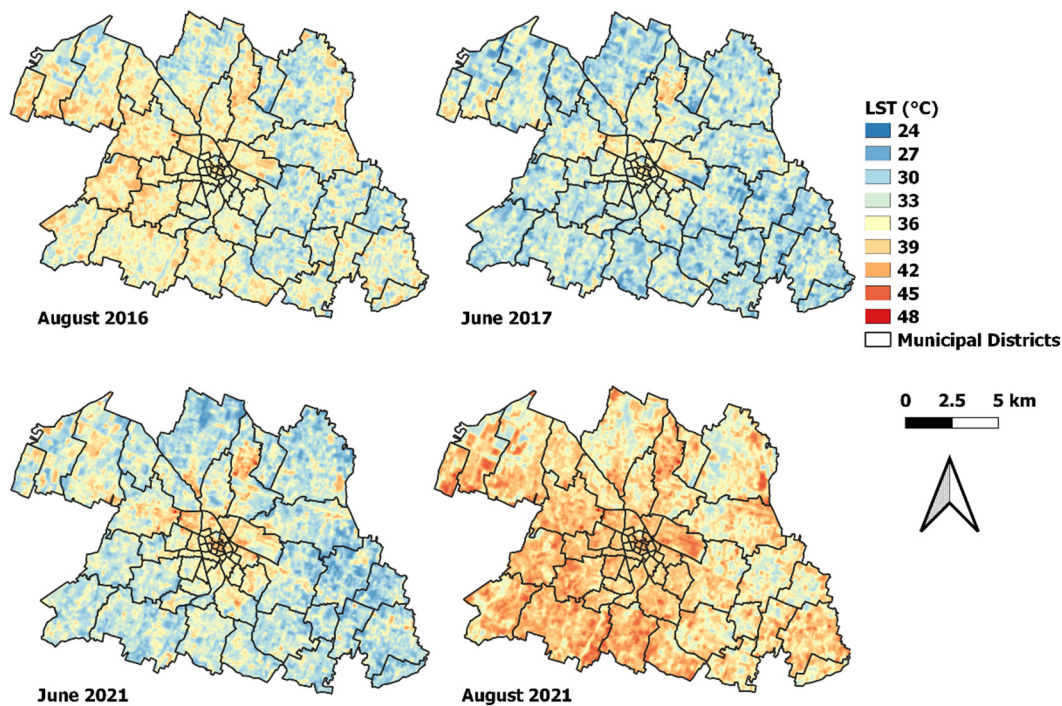 August 2016
June 2017
LST (°C)
24
27
30
33
36
39
42
45
48
Municipal Districts
0 2.5 5 km
June 2021
August 2021